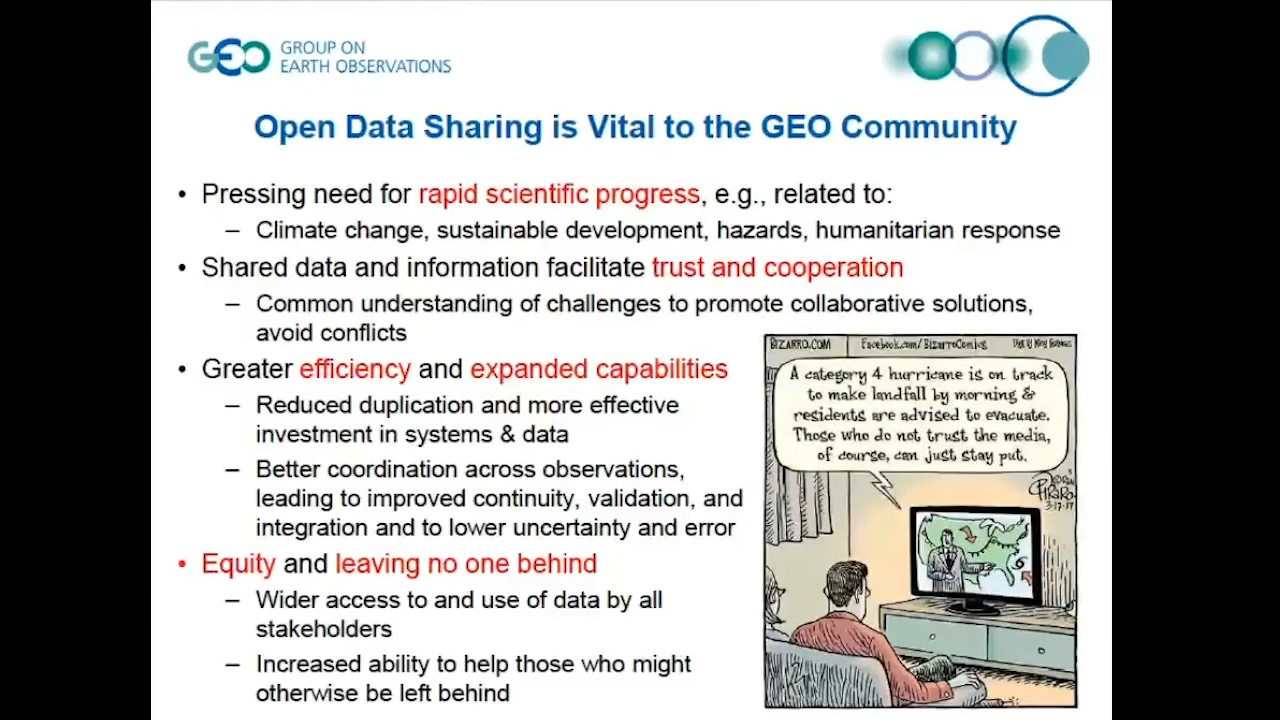 GEO GROUP ON
EARTH OBSERVATIONS
Open Data Sharing is Vital to the GEO Community
• Pressing need for rapid scientific progress, e.g., related to:
– Climate change, sustainable development, hazards, humanitarian response
• Shared data and information facilitate trust and cooperation
– Common understanding of challenges to promote collaborative solutions,
avoid conflicts
• Greater efficiency and expanded capabilities
– Reduced duplication and more effective
investment in systems & data
– Better coordination across observations,
leading to improved continuity, validation, and
integration and to lower uncertainty and error
• Equity and leaving no one behind
– Wider access to and use of data by all
stakeholders
– Increased ability to help those who might
otherwise be left behind
BIZARRO.COM Facebook.com/BizarroComics
A category 4 hurricane is on track
to make landfall by morning &
residents are advised to evacuate.
Those who do not trust the media,
of course, can just stay put.
PIRARO
3-17-17